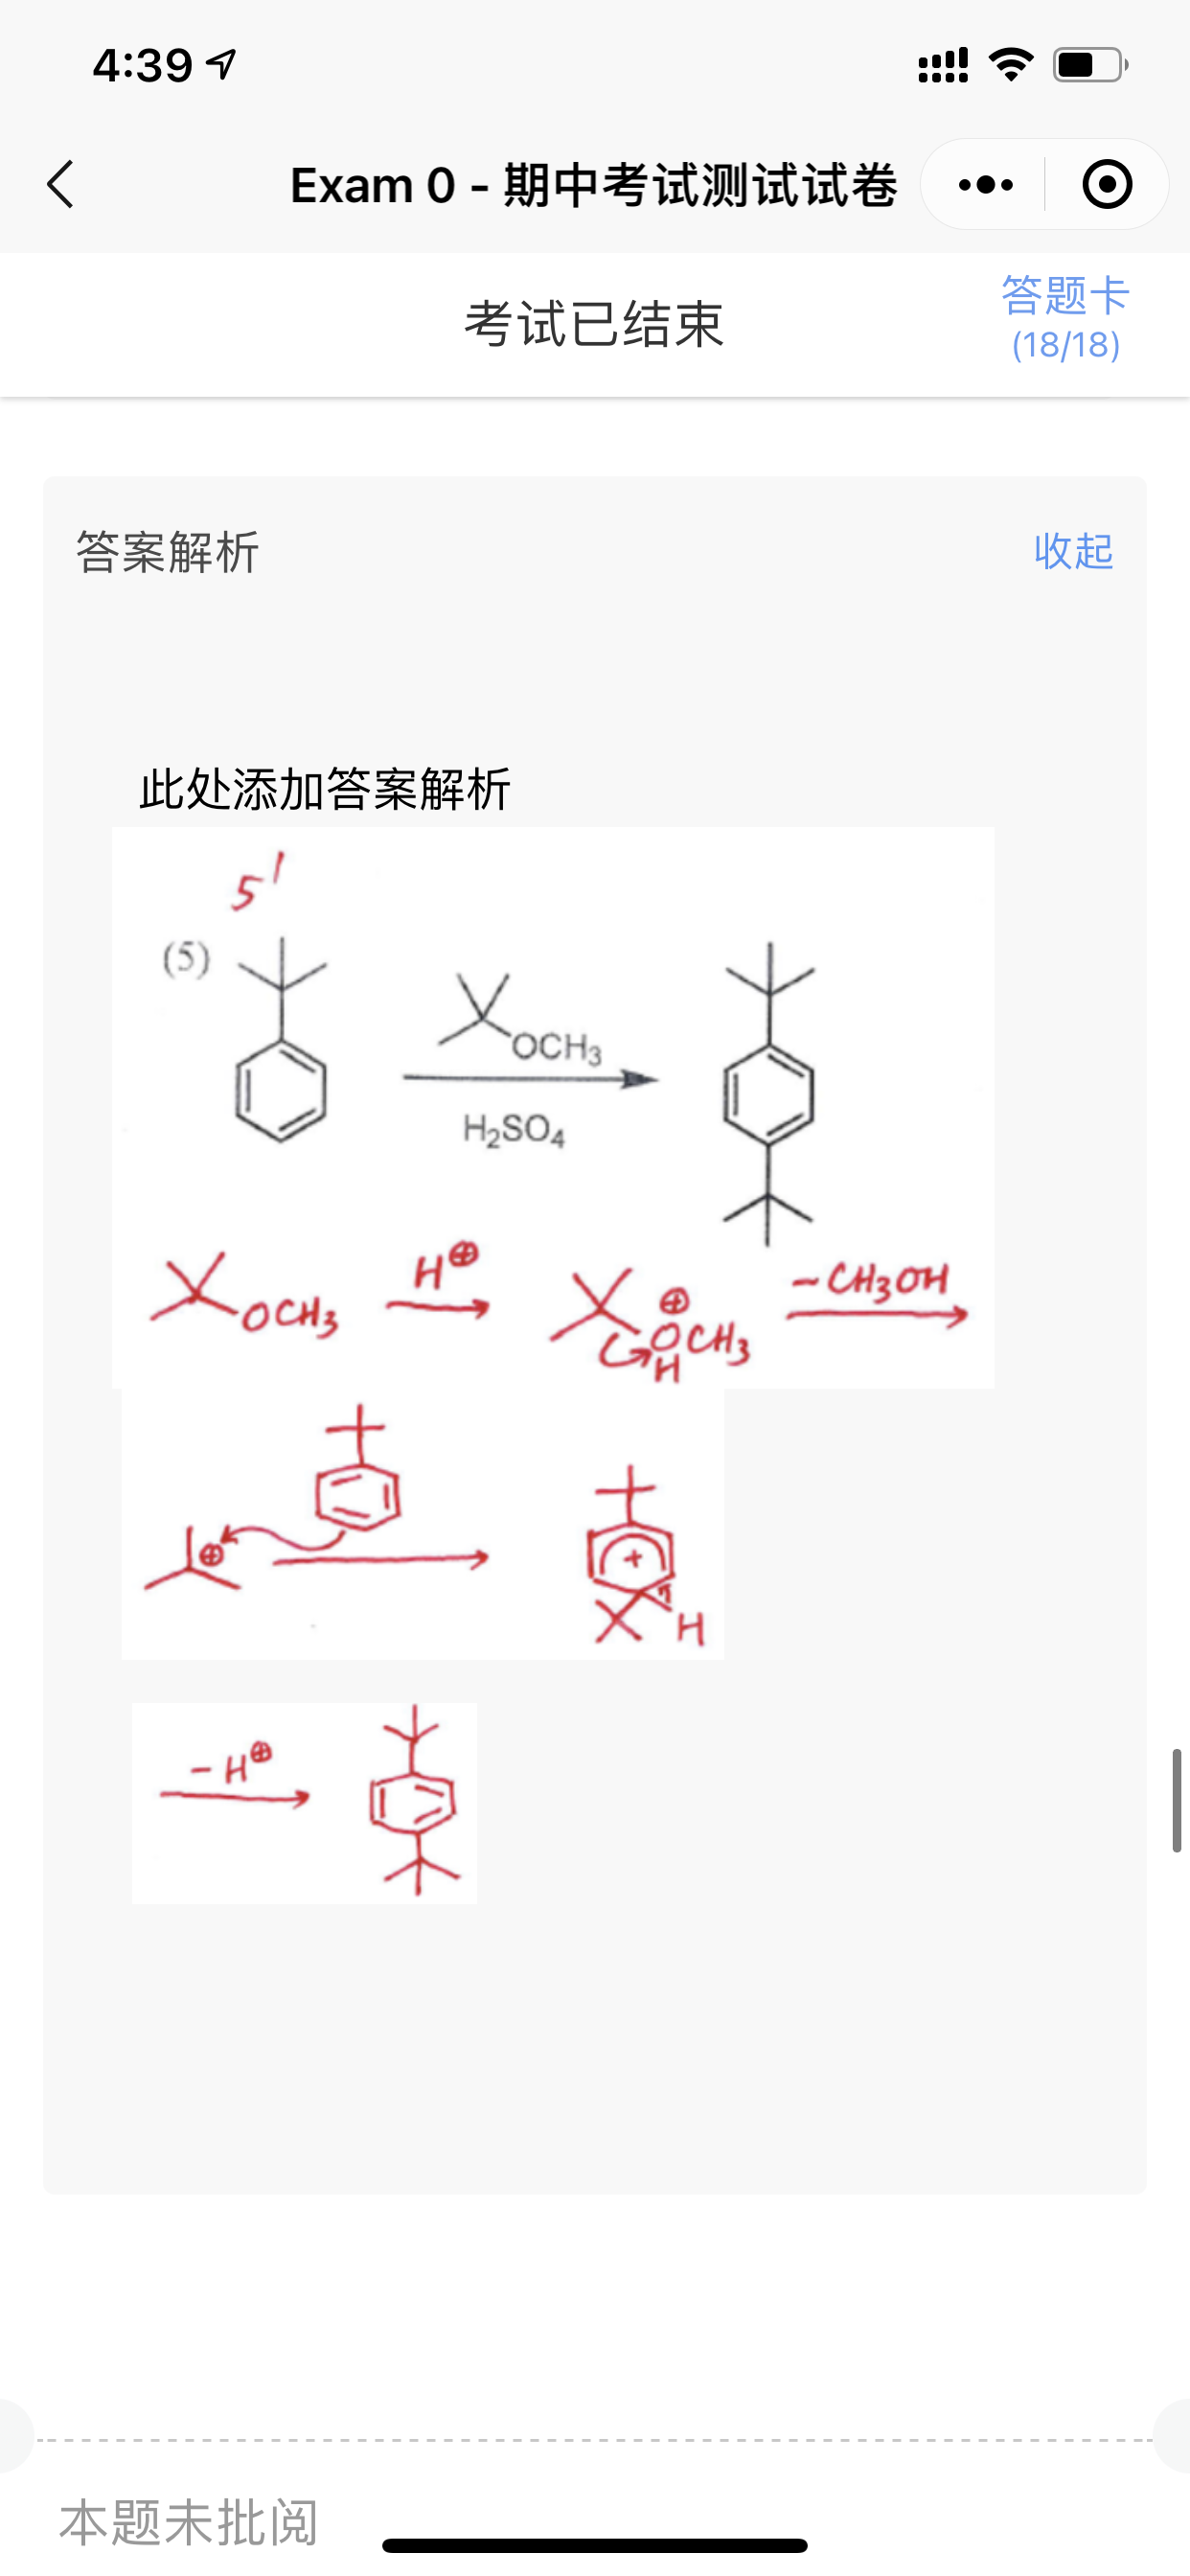 4:39
Exam 0 - 期中考试测试试卷
考试已结束
答题卡
(18/18)
答案解析
收起
此处添加答案解析
5'
(5)
OCH3
H2SO4
OCH3
H⊕
⊕
OCH3
H
-CH3OH
⊕
+
H
-H⊕
本题未批阅